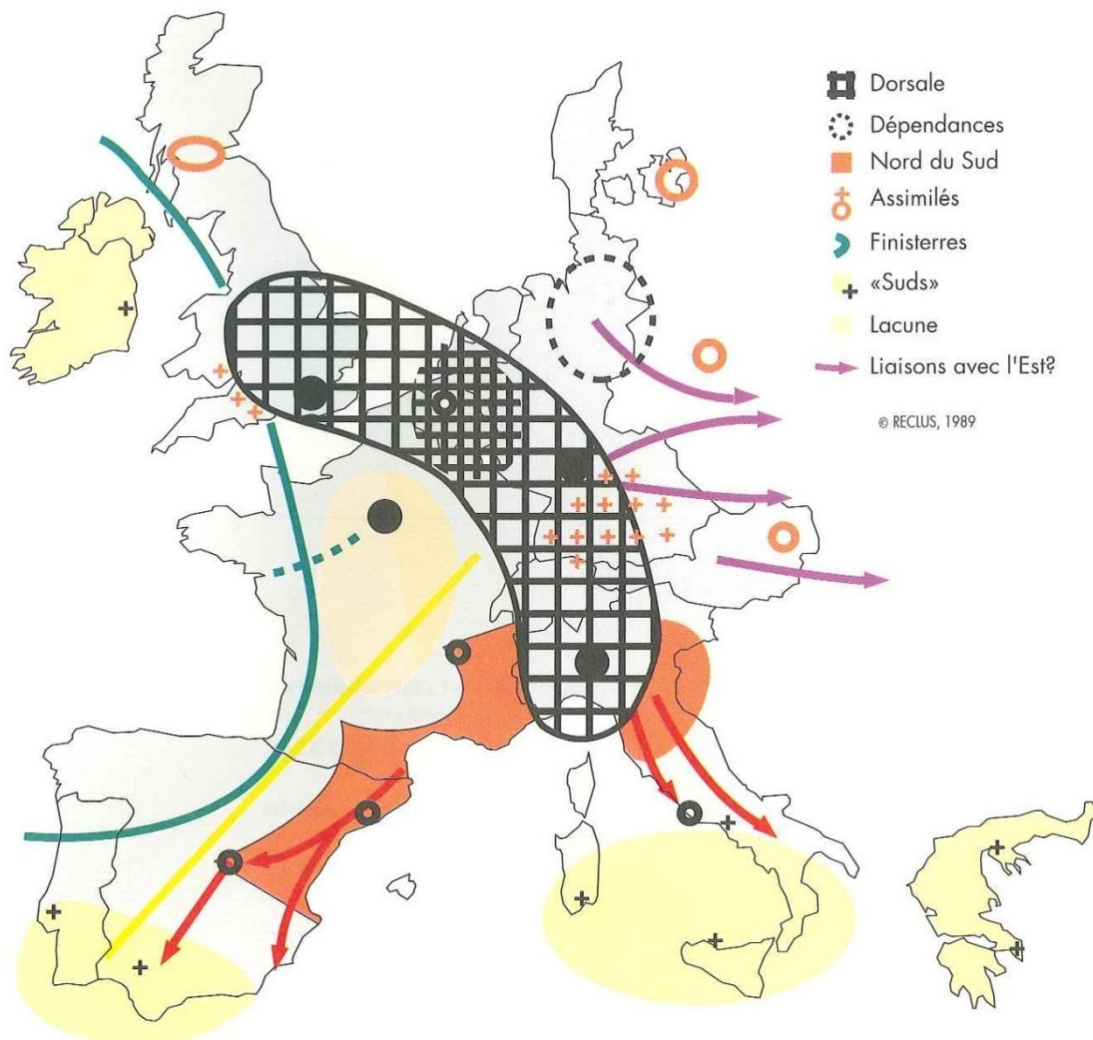 Dorsale
Dépendances
Nord du Sud
Assimilés
Finisterres
«Suds»
Lacune
Liaisons avec l'Est?
© RECLUS, 1989